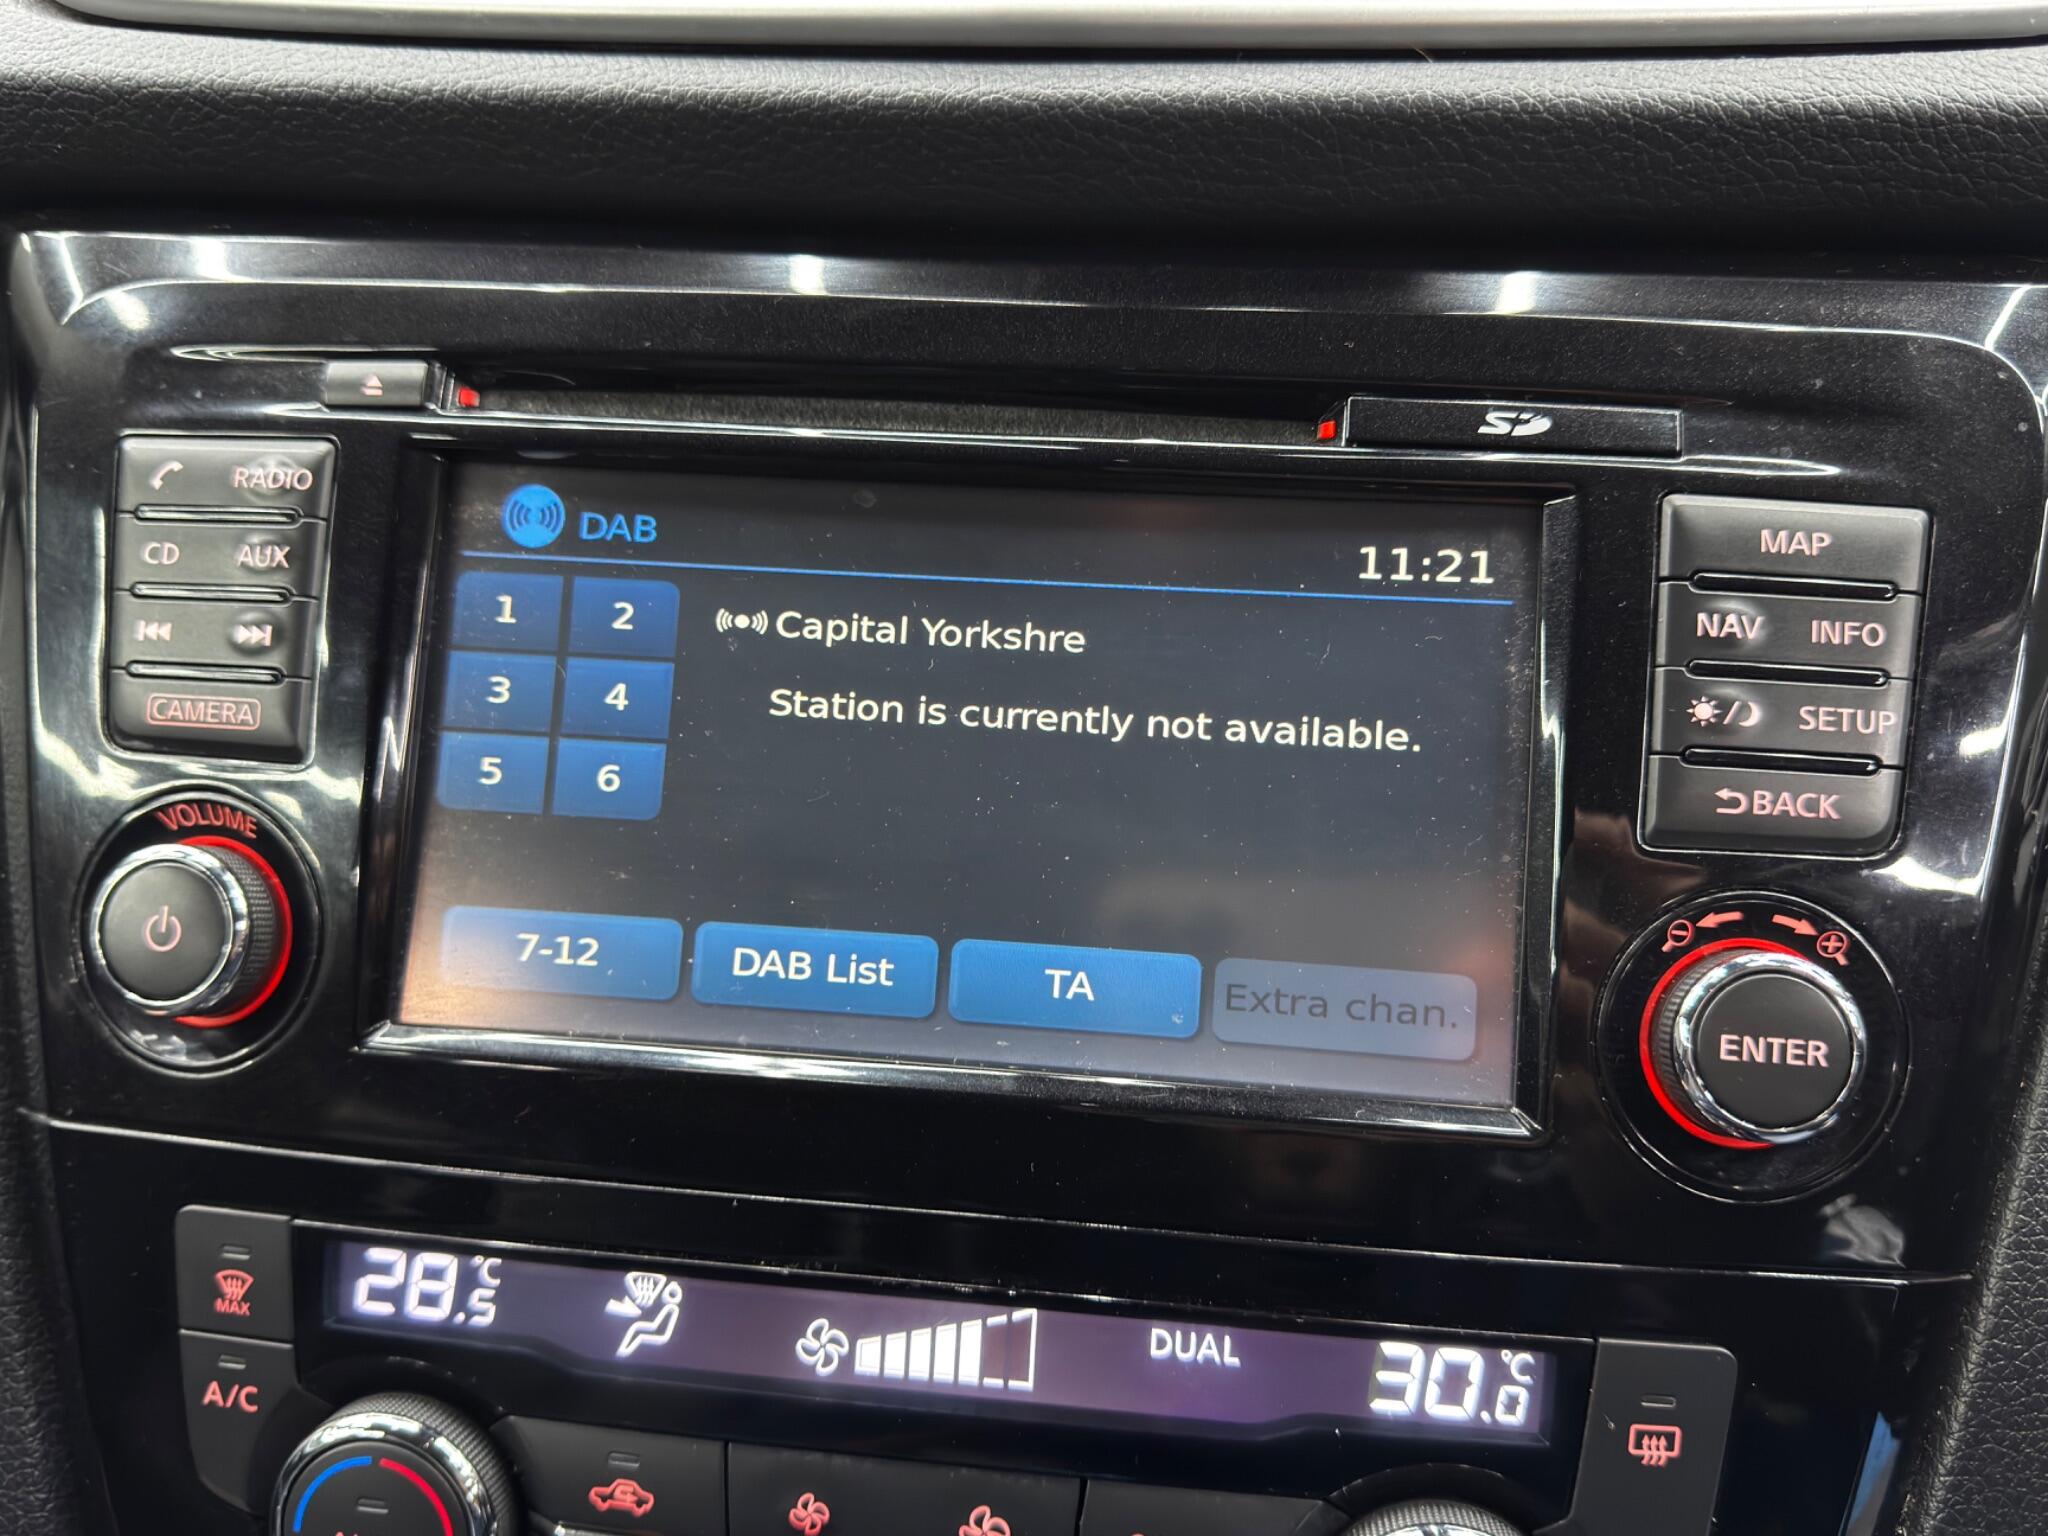 SD
RADIO
CD AUX
CAMERA
VOLUME
DAB
11:21
1 2
3 4
5 6
Capital Yorkshre
Station is currently not available.
7-12
DAB List
TA
Extra chan.
MAP
NAV INFO
SETUP
BACK
ENTER
MAX
A/C
28.5 °C
DUAL
30.0 °C